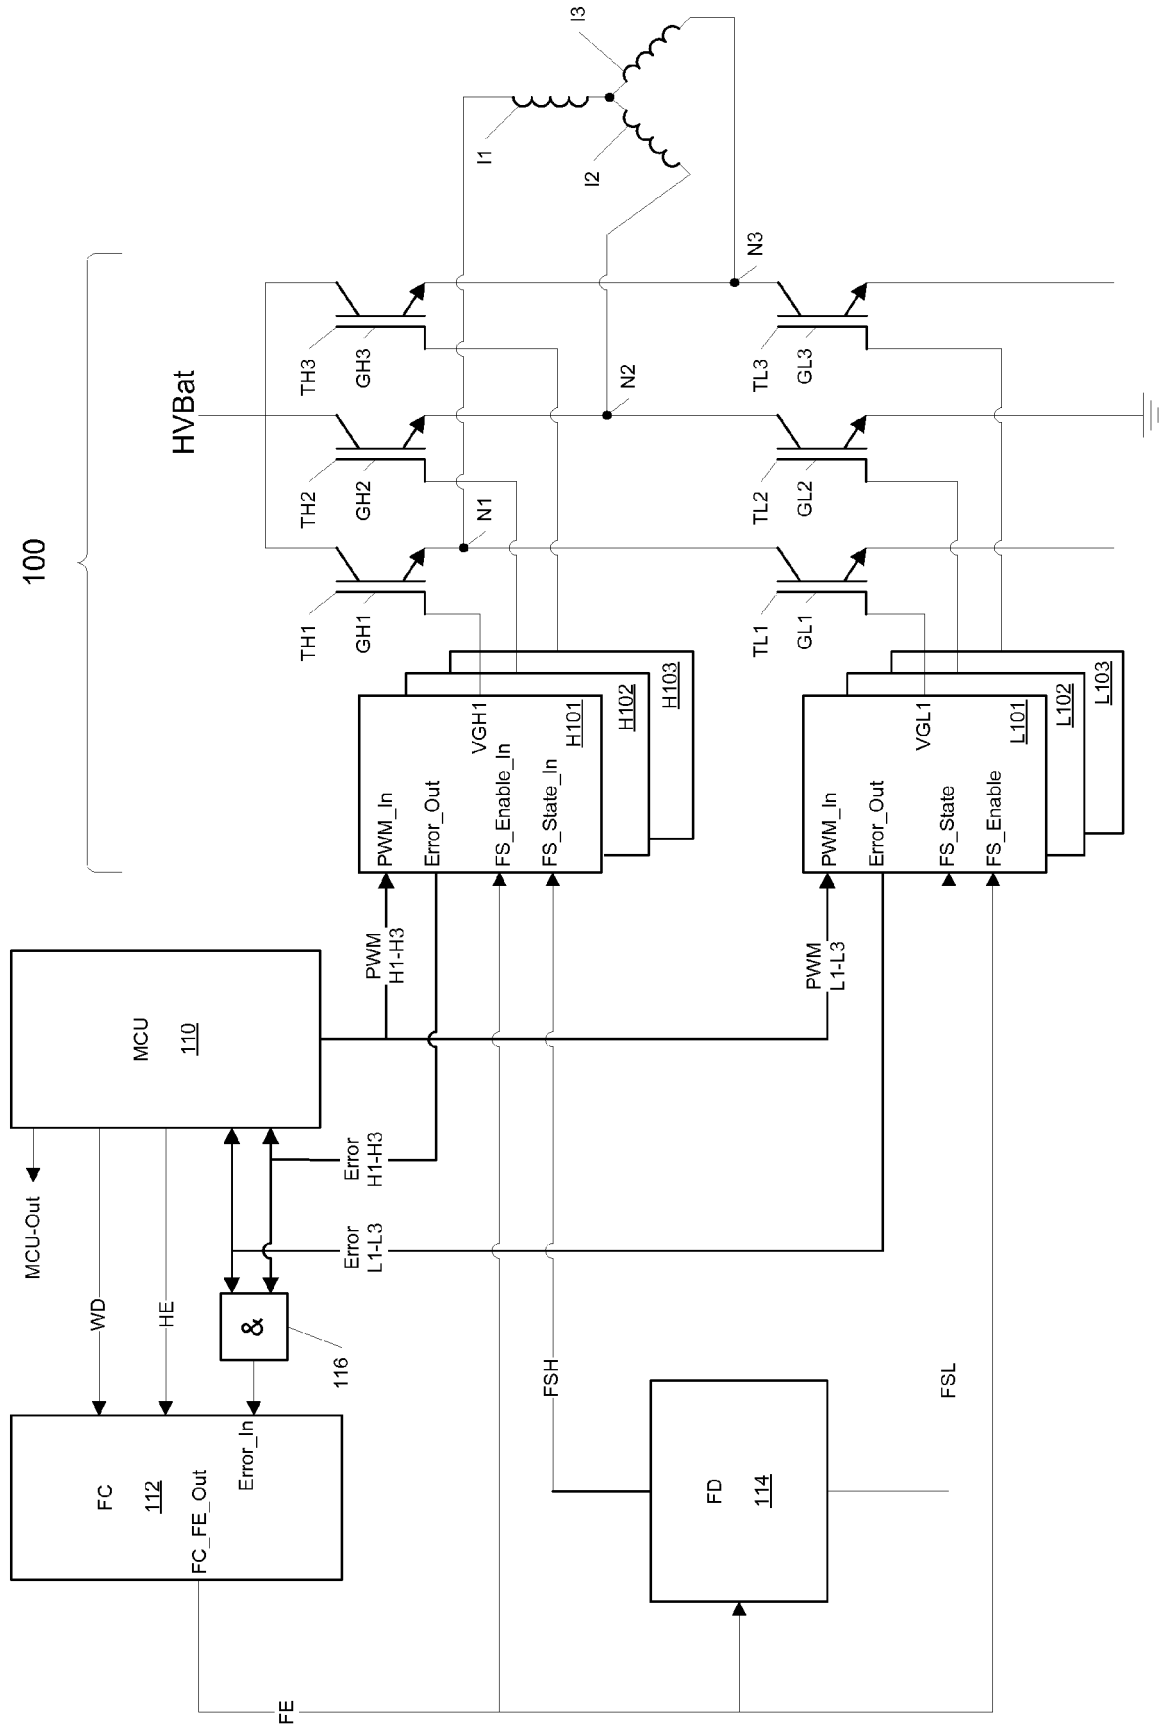 100
HVBat
FC
112
FC_FE_Out
Error_In
WD
HE
MCU-Out
MCU
110
116
&
Error
L1-L3
Error
H1-H3
PWM
H1-H3
PWM
L1-L3
FE
FD
114
FSH
FSL
PWM_In
Error_Out
VGH1
FS_Enable_In
FS_State_In
H101
H102
H103
PWM_In
Error_Out
VGL1
FS_State
FS_Enable
L101
L102
L103
TH1
GH1
TH2
GH2
TH3
GH3
N1
N2
N3
TL1
GL1
TL2
GL2
TL3
GL3
I1
I2
I3